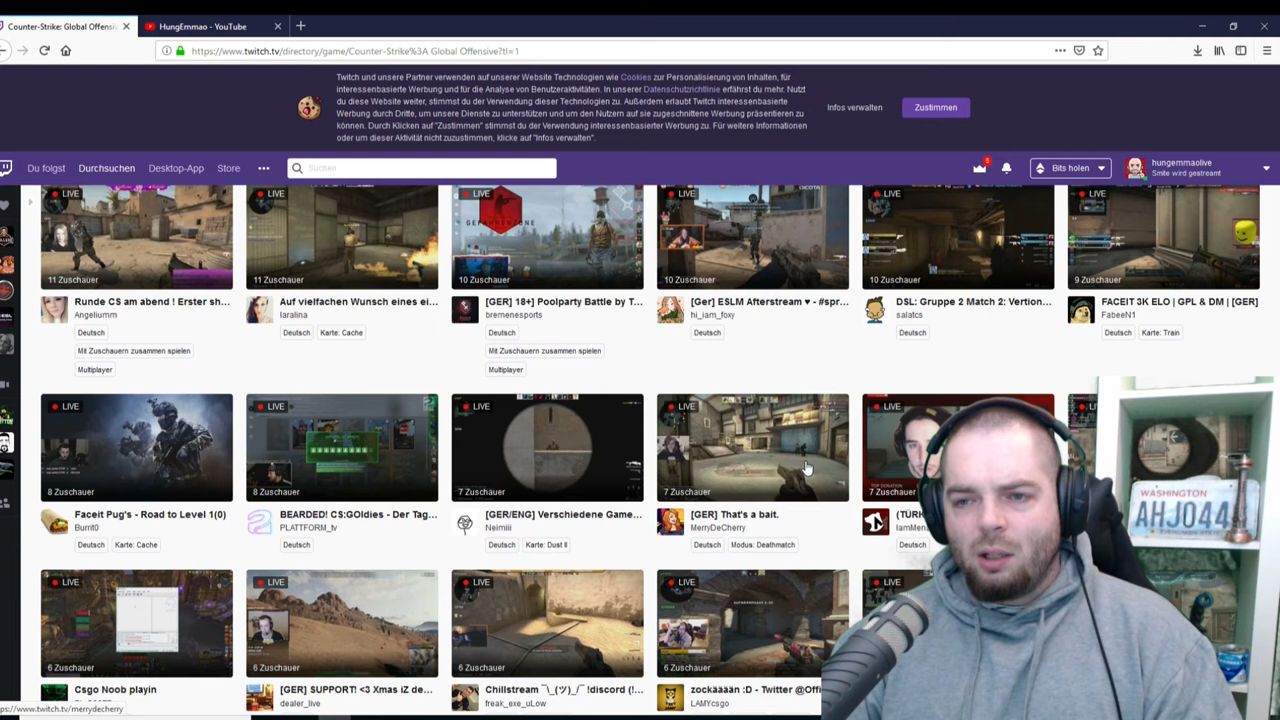 Counter-Strike: Global Offensiv
HungEmmao - YouTube
https://www.twitch.tv/directory/game/Counter-Strike%3A Global Offensive?tl=1
Twitch und unsere Partner verwenden auf unserer Website Technologien wie Cookies zur Personalisierung von Inhalten, für
interessenbasierte Werbung und für die Analyse von Benutzeraktivitäten. In unserer Datenschutzrichtlinie erfährst du mehr. Nutzt
du diese Website weiter, stimmst du der Verwendung dieser Technologien zu. Außerdem erlaubt Twitch interessenbasierte
Werbung durch Dritte, um unsere Dienste zu unterstützen und um den Nutzern auf sie zugeschnittene Werbung präsentieren zu
können. Durch Klicken auf "Zustimmen" stimmst du der Verwendung interessenbasierter Werbung zu. Für weitere Informationen
oder um dieser Aktivität nicht zuzustimmen, klicke auf "Infos verwalten".
Infos verwalten
Zustimmen
Du folgst
Durchsuchen
Desktop-App
Store
Suchen
6
Bits holen
hungemmaolive
Smite wird gestreamt
LIVE LIVE LIVE LIVE LIVE LIVE
11 Zuschauer 11 Zuschauer 10 Zuschauer 10 Zuschauer 10 Zuschauer 9 Zuschauer
Runde CS am abend ! Erster sh...
Angeliumm
Deutsch
Mit Zuschauern zusammen spielen
Multiplayer
Auf vielfachen Wunsch eines ei...
laralina
Deutsch Karte: Cache
[GER] 18+] Poolparty Battle by T...
bremenesports
Deutsch
Mit Zuschauern zusammen spielen
Multiplayer
[Ger] ESLM Afterstream ♥ - #spr...
hi_iam_foxy
Deutsch
DSL: Gruppe 2 Match 2: Vertion...
salatcs
Deutsch
FACEIT 3K ELO | GPL & DM | [GER]
FabeeN1
Deutsch Karte: Train
LIVE LIVE LIVE LIVE LIVE LIVE
8 Zuschauer 8 Zuschauer 7 Zuschauer 7 Zuschauer 7 Zuschauer
Faceit Pug's - Road to Level 1(0)
Burrit0
Deutsch Karte: Cache
BEARDED! CS:GOldies - Der Tag...
PLATTFORM_tv
Deutsch
[GER/ENG] Verschiedene Game...
Neimiii
Deutsch Karte: Dust II
[GER] That's a bait.
MerryDeCherry
Deutsch Modus: Deathmatch
(TÜRK
IamMen
Deutsch
WASHINGTON
AHJ044
LIVE LIVE LIVE LIVE LIVE
6 Zuschauer 6 Zuschauer 6 Zuschauer 6 Zuschauer
Csgo Noob playin
[GER] SUPPORT! <3 Xmas iZ de...
dealer_live
Chillstream ¯\_(ツ)_/¯ !discord (!...
freak_exe_uLow
zockääään :D - Twitter @Offi
LAMYcsgo
ps://www.twitch.tv/merrydecherry